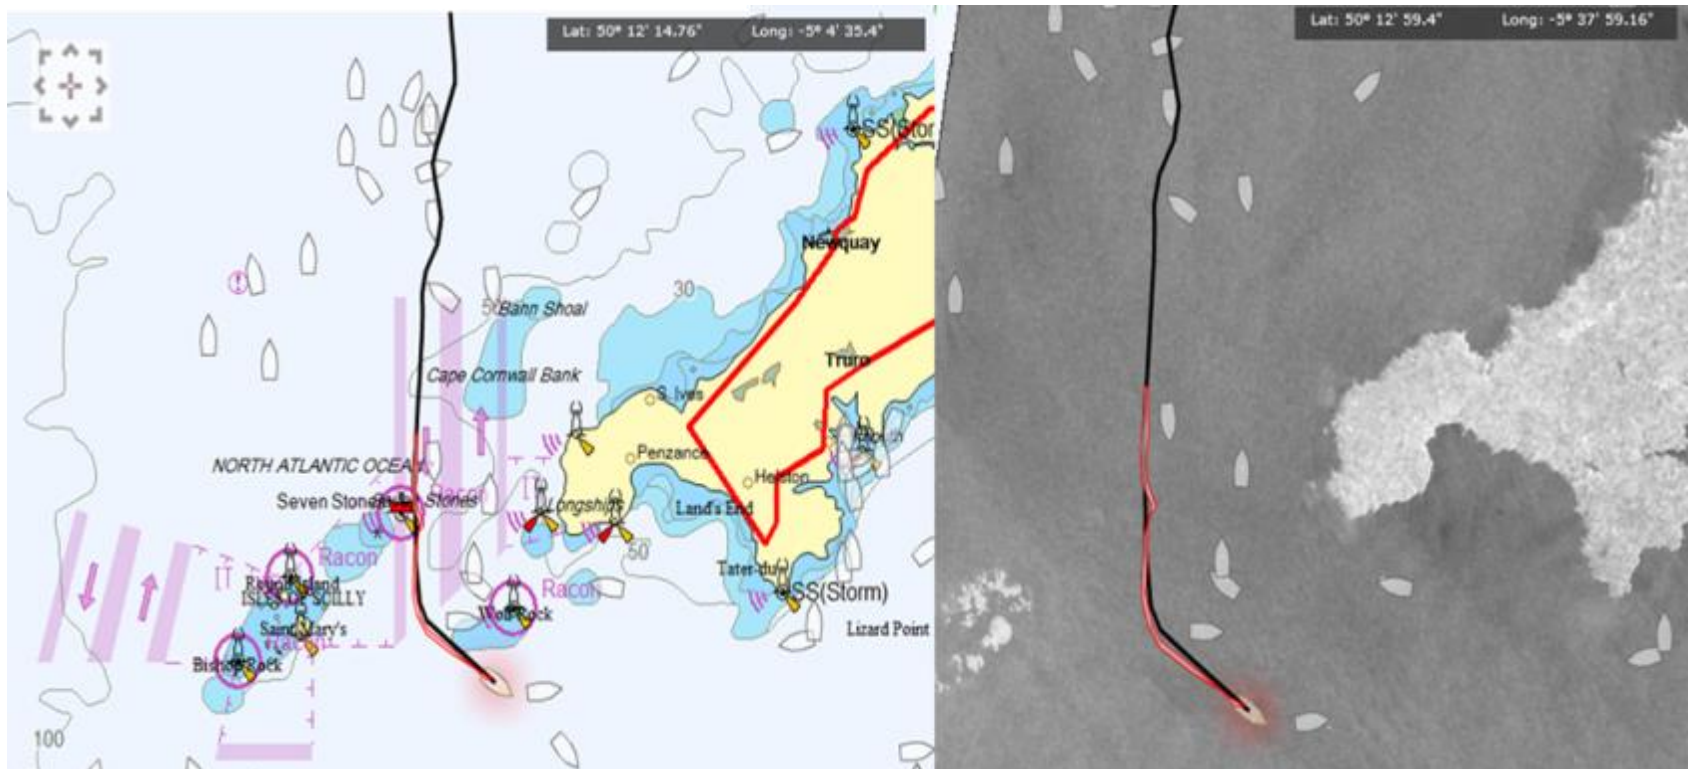 Lat: 50° 12' 14.76" Long: -5° 4' 35.4"
Lat: 50° 12' 59.4" Long: -5° 37' 59.16"
Newquay
30
Bann Shoal
Truro
Cape Cornwall Bank
S. Ives
Penzance
NORTH ATLANTIC OCEAN
Helston
Racon
Seven Stones
Longships
Land's End
50
Racon
Tater-du
Racon
SS(Storm)
ISLES OF SCILLY
Wolf Rock
Saint Mary's
Lizard Point
Bishop Rock
100